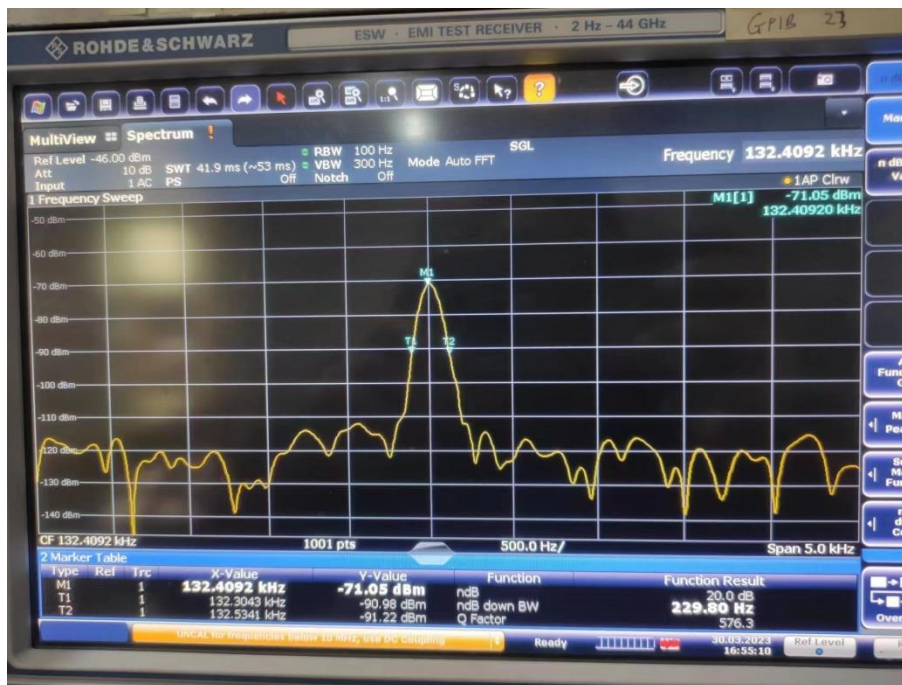 GPIB 23
ROHDE&SCHWARZ
ESW · EMI TEST RECEIVER · 2 Hz – 44 GHz
MultiView
Spectrum !
Ref Level -46.00 dBm
RBW 100 Hz
SGL
Att 10 dB SWT 41.9 ms (~53 ms) VBW 300 Hz Mode Auto FFT
Frequency 132.4092 kHz
Input 1 AC PS Off Notch Off
1 Frequency Sweep
1AP Clrw
M1[1] -71.05 dBm
132.40920 kHz
-50 dBm
-60 dBm
M1
-70 dBm
-80 dBm
T1 T2
-90 dBm
-100 dBm
-110 dBm
-120 dBm
-130 dBm
-140 dBm
CF 132.4092 kHz 1001 pts 500.0 Hz/ Span 5.0 kHz
2 Marker Table
Type Ref Trc X-Value Y-Value Function Function Result
M1 1 132.4092 kHz -71.05 dBm ndB 20.0 dB
T1 1 132.3043 kHz -90.98 dBm ndB down BW 229.80 Hz
T2 1 132.5341 kHz -91.22 dBm Q Factor 576.3
UNCAL for frequencies below 10 MHz, use DC Coupling
Ready
30.03.2023
16:55:10
Ref Level